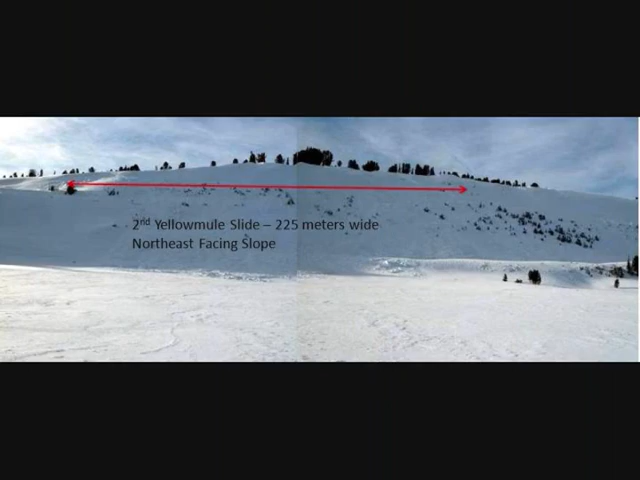 2nd Yellowmule Slide – 225 meters wide
Northeast Facing Slope